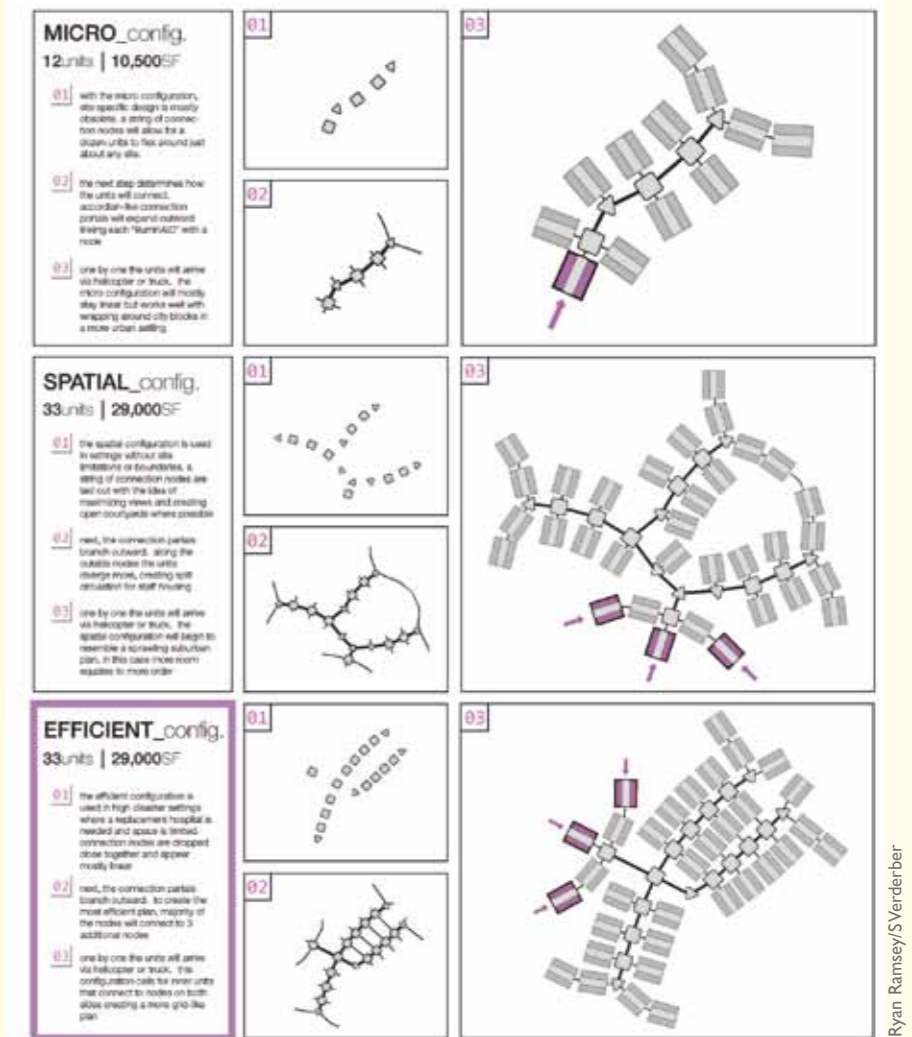 MICRO_config.
12units | 10,500SF
01 with the micro configuration,
site specific design is mostly
obsolete. a string of connec-
tion nodes will allow for a
dozen units to flex around just
about any site.
02 the next step determines how
the units will connect.
accordian-like connection
portals will expand outward
linking each "illuminAID" with a
node
03 one by one the units will arrive
via helicopter or truck. the
micro configuration will mostly
stay linear but works well with
wrapping around city blocks in
a more urban setting
01
02
03
SPATIAL_config.
33units | 29,000SF
01 the spatial configuration is used
in settings without site
limitations or boundaries. a
string of connection nodes are
laid out with the idea of
maximizing views and creating
open courtyards where possible
02 next, the connection portals
branch outward. along the
outside nodes the units
diverge more, creating split
circulation for staff housing
03 one by one the units will arrive
via helicopter or truck. the
spatial configuration will begin to
resemble a sprawling suburban
plan, in this case more room
equates to more order
01
02
03
EFFICIENT_config.
33units | 29,000SF
01 the efficient configuration is
used in high disaster settings
where a replacement hospital is
needed and space is limited.
connection nodes are dropped
close together and appear
mostly linear
02 next, the connection portals
branch outward. to create the
most efficient plan, majority of
the nodes will connect to 3
additional nodes
03 one by one the units will arrive
via helicopter or truck. this
configuration calls for inner units
that connect to nodes on both
sides creating a more grid-like
plan
01
02
03
Ryan Ramsey/SVerderber